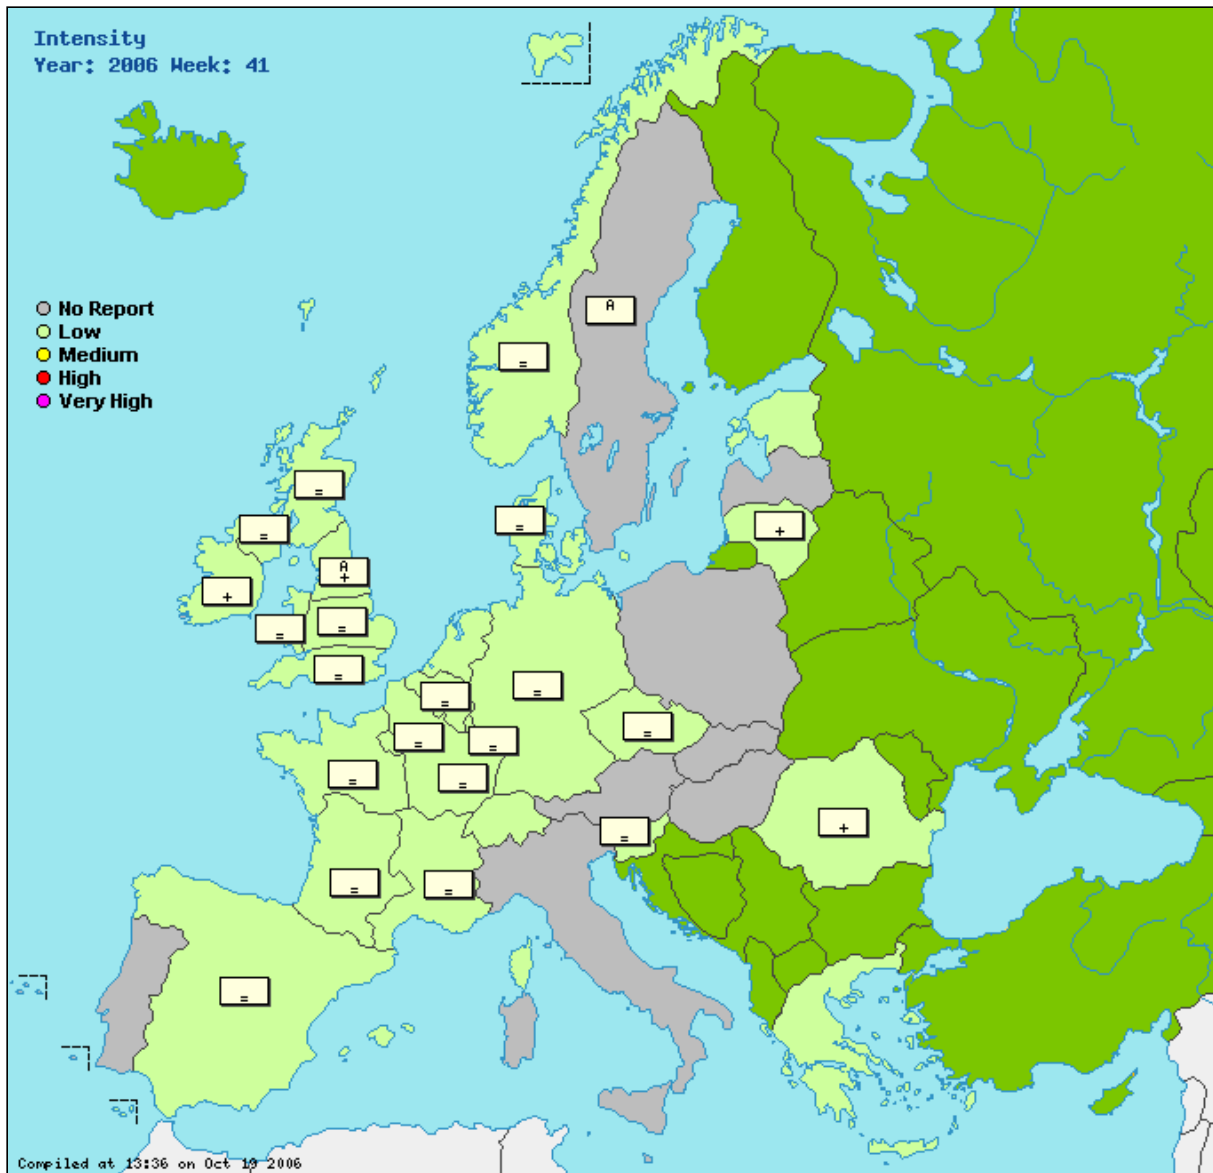 Intensity
Year: 2006 Week: 41
No Report
Low
Medium
High
Very High
A
=
=
=
+
=
A
+
+
=
=
=
=
=
=
=
=
=
=
=
+
=
=
=
Compiled at 13:36 on Oct 19 2006